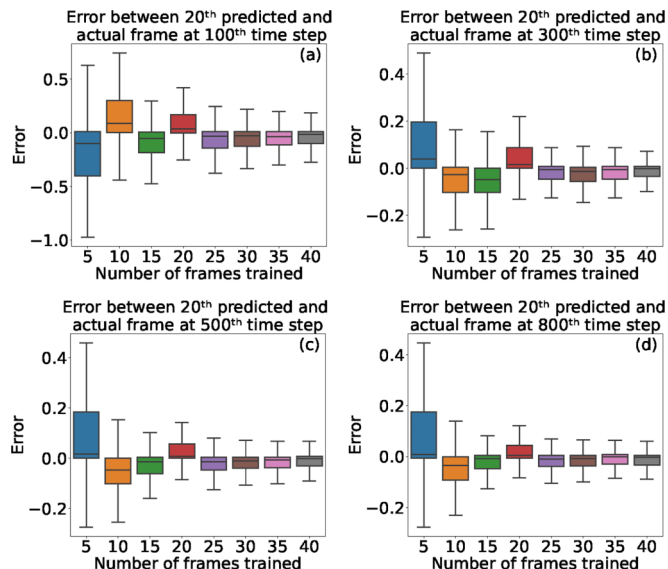 Error between 20ᵗʰ predicted and
actual frame at 100ᵗʰ time step
(a)
0.5
0.0
−0.5
−1.0
Error
5 10 15 20 25 30 35 40
Number of frames trained
Error between 20ᵗʰ predicted and
actual frame at 300ᵗʰ time step
(b)
0.4
0.2
0.0
−0.2
Error
5 10 15 20 25 30 35 40
Number of frames trained
Error between 20ᵗʰ predicted and
actual frame at 500ᵗʰ time step
(c)
0.4
0.2
0.0
−0.2
Error
5 10 15 20 25 30 35 40
Number of frames trained
Error between 20ᵗʰ predicted and
actual frame at 800ᵗʰ time step
(d)
0.4
0.2
0.0
−0.2
Error
5 10 15 20 25 30 35 40
Number of frames trained